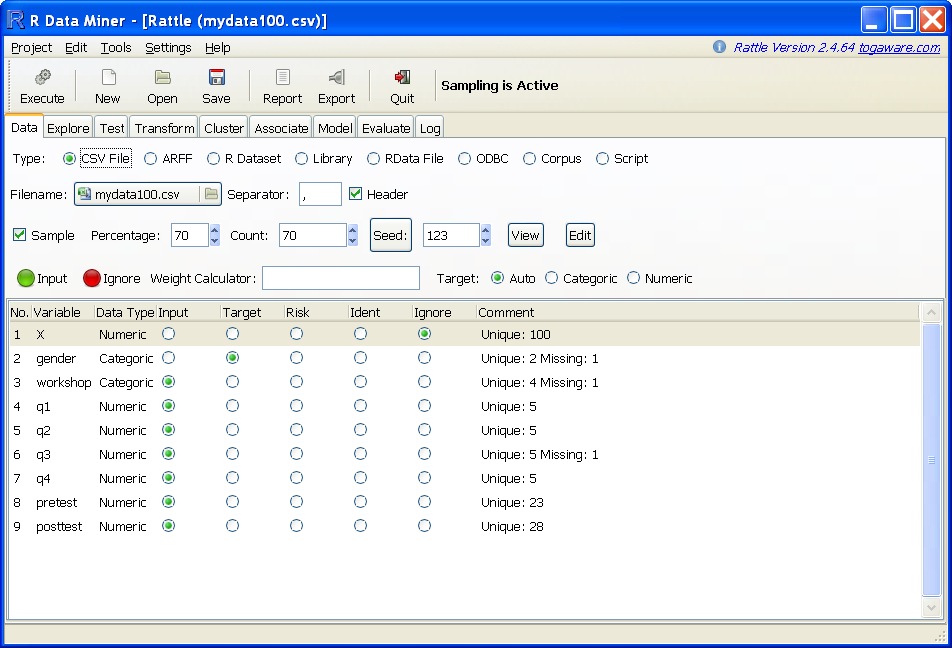 R Data Miner - [Rattle (mydata100.csv)]
Project Edit Tools Settings Help Rattle Version 2.4.64 togaware.com
Execute New Open Save Report Export Quit Sampling is Active
Data Explore Test Transform Cluster Associate Model Evaluate Log
Type: CSV File ARFF R Dataset Library RData File ODBC Corpus Script
Filename: mydata100.csv Separator: , Header
Sample Percentage: 70 Count: 70 Seed: 123 View Edit
Input Ignore Weight Calculator: Target: Auto Categoric Numeric
No. Variable Data Type Input Target Risk Ident Ignore Comment
1 X Numeric Unique: 100
2 gender Categoric Unique: 2 Missing: 1
3 workshop Categoric Unique: 4 Missing: 1
4 q1 Numeric Unique: 5
5 q2 Numeric Unique: 5
6 q3 Numeric Unique: 5 Missing: 1
7 q4 Numeric Unique: 5
8 pretest Numeric Unique: 23
9 posttest Numeric Unique: 28